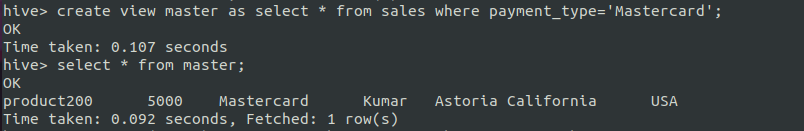 hive> create view master as select * from sales where payment_type='Mastercard';
OK
Time taken: 0.107 seconds
hive> select * from master;
OK
product200      5000    Mastercard      Kumar   Astoria California      USA
Time taken: 0.092 seconds, Fetched: 1 row(s)